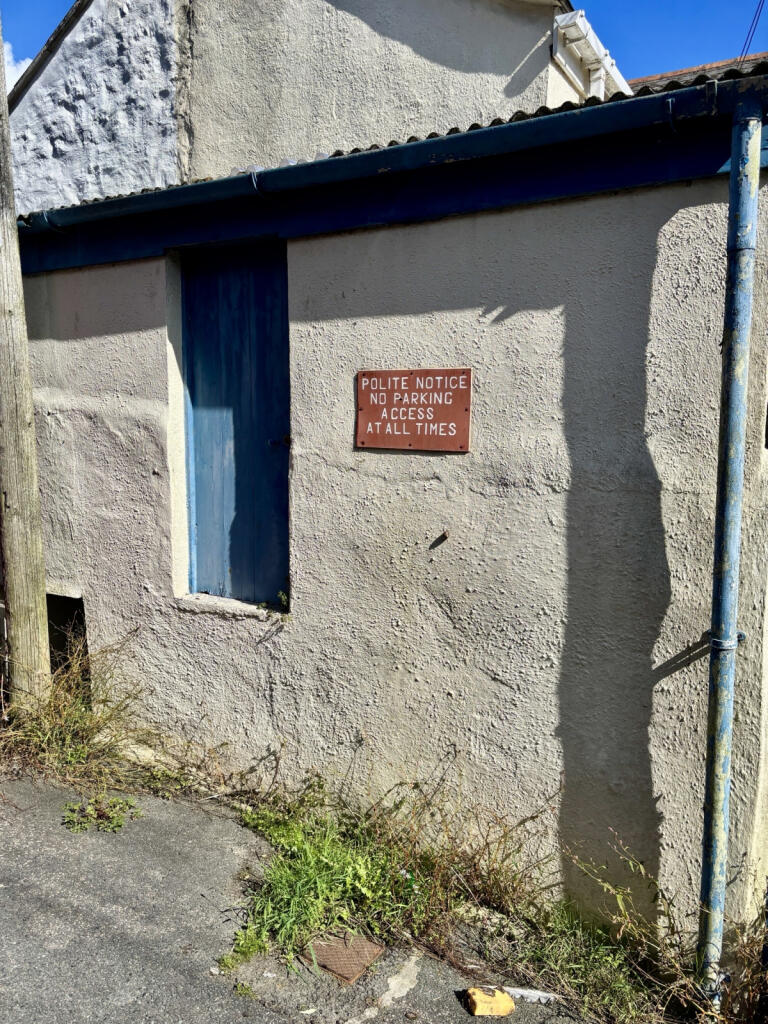 POLITE NOTICE
NO PARKING
ACCESS
AT ALL TIMES